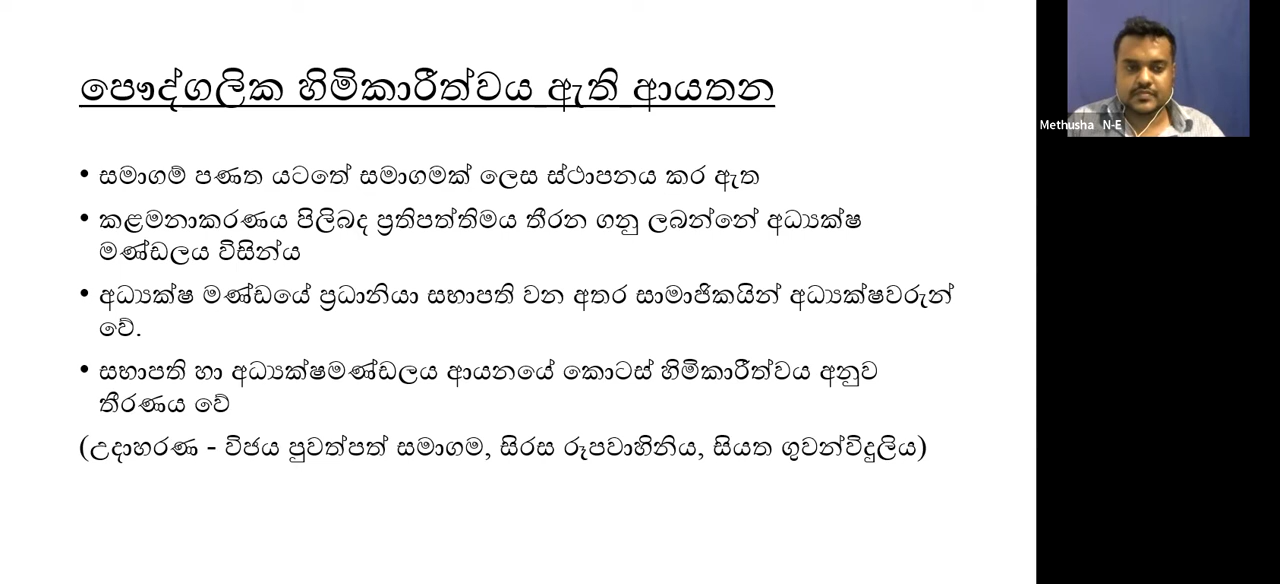 පෞද්ගලික හිමිකාරීත්වය ඇති ආයතන
• සමාගම් පණත යටතේ සමාගමක් ලෙස ස්ථාපනය කර ඇත
• කළමනාකරණය පිලිබද ප්‍රතිපත්තිමය තීරන ගනු ලබන්නේ අධ්‍යක්ෂ
මණ්ඩලය විසින්ය
• අධ්‍යක්ෂ මණ්ඩයේ ප්‍රධානියා සභාපති වන අතර සාමාජිකයින් අධ්‍යක්ෂවරුන්
වේ.
• සභාපති හා අධ්‍යක්ෂමණ්ඩලය ආයනයේ කොටස් හිමිකාරීත්වය අනුව
තීරණය වේ
(උදාහරණ - විජය පුවත්පත් සමාගම, සිරස රූපවාහිනිය, සියත ගුවන්විදුලිය)
Methusha N-E